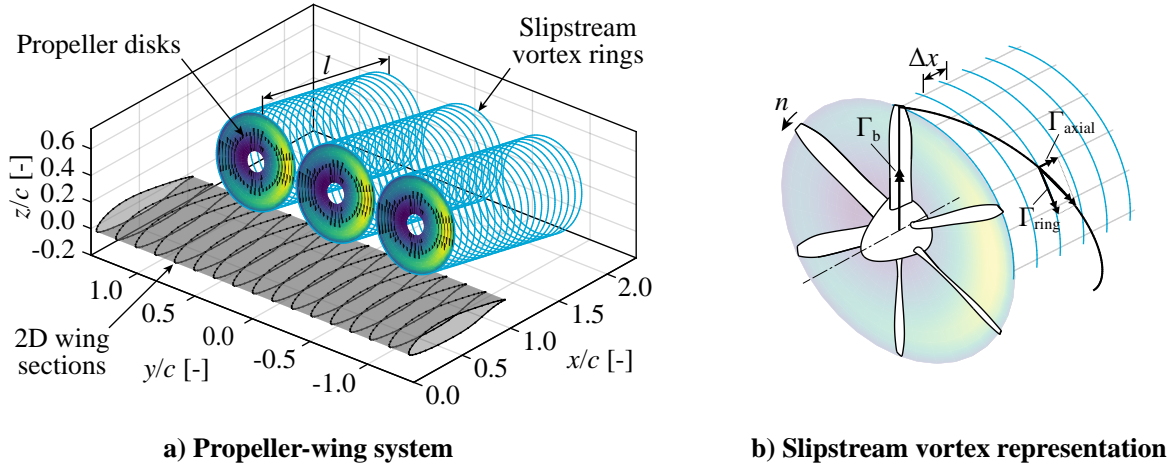 Propeller disks
Slipstream
vortex rings
l
z/c [-]
0.6
0.4
0.2
0.0
-0.2
1.0
0.5
0.0
-0.5
-1.0
y/c [-]
2D wing
sections
0.0
0.5
1.0
1.5
2.0
x/c [-]
a) Propeller-wing system
Δx
n
Γb
Γaxial
Γring
b) Slipstream vortex representation